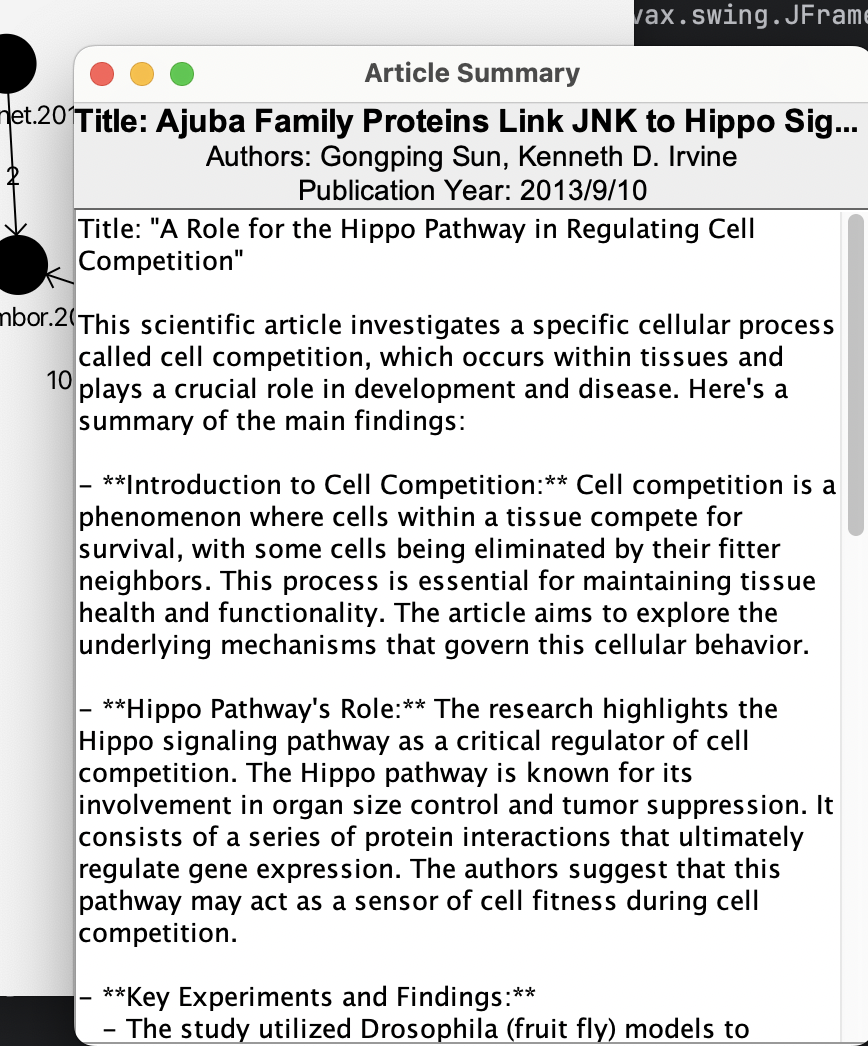 vax.swing.JFrame
Article Summary
net.201
Title: Ajuba Family Proteins Link JNK to Hippo Sig...
Authors: Gongping Sun, Kenneth D. Irvine
Publication Year: 2013/9/10
2
mbor.20
10
Title: "A Role for the Hippo Pathway in Regulating Cell
Competition"
This scientific article investigates a specific cellular process
called cell competition, which occurs within tissues and
plays a crucial role in development and disease. Here's a
summary of the main findings:
- **Introduction to Cell Competition:** Cell competition is a
phenomenon where cells within a tissue compete for
survival, with some cells being eliminated by their fitter
neighbors. This process is essential for maintaining tissue
health and functionality. The article aims to explore the
underlying mechanisms that govern this cellular behavior.
- **Hippo Pathway's Role:** The research highlights the
Hippo signaling pathway as a critical regulator of cell
competition. The Hippo pathway is known for its
involvement in organ size control and tumor suppression. It
consists of a series of protein interactions that ultimately
regulate gene expression. The authors suggest that this
pathway may act as a sensor of cell fitness during cell
competition.
- **Key Experiments and Findings:**
- The study utilized Drosophila (fruit fly) models to